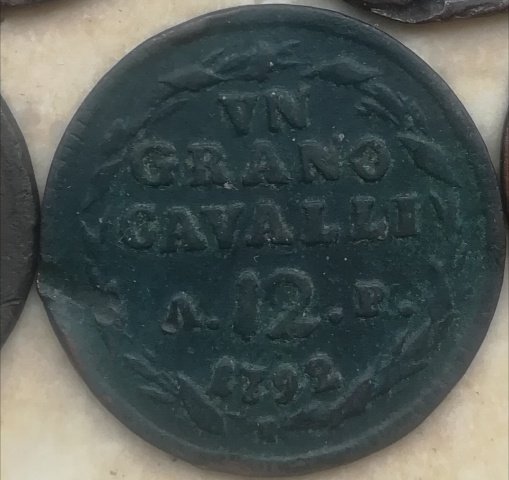 VN
GRANO
CAVALLI
A. 12 . P.
1792